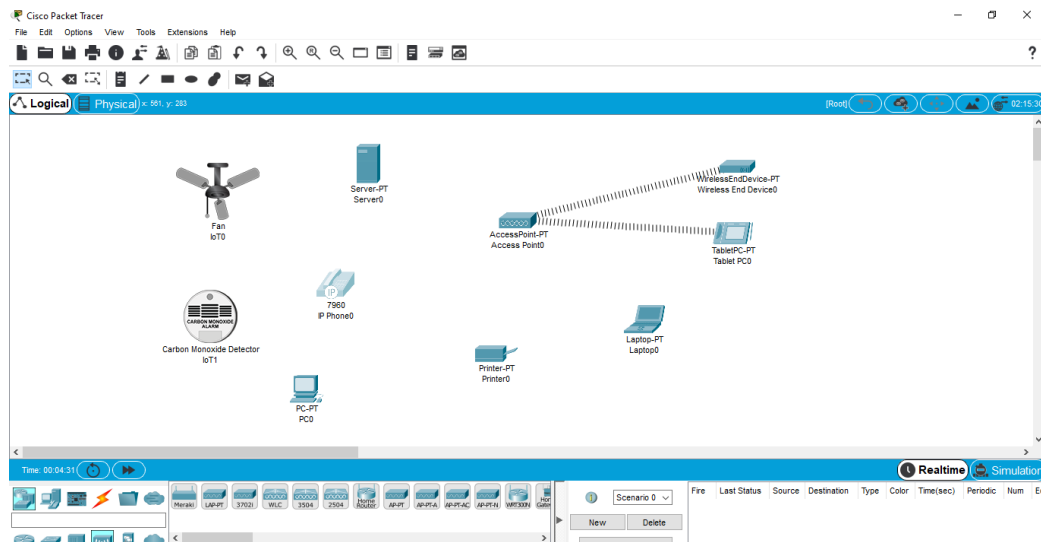 Cisco Packet Tracer
File Edit Options View Tools Extensions Help
?
Logical Physical x: 561, y: 283 [Root] 02:15:30
Fan
IoT0
Server-PT
Server0
WirelessEndDevice-PT
Wireless End Device0
AccessPoint-PT
Access Point0
TabletPC-PT
Tablet PC0
IP
7960
IP Phone0
CARBON MONOXIDE
ALARM
Carbon Monoxide Detector
IoT1
Laptop-PT
Laptop0
Printer-PT
Printer0
PC-PT
PC0
Time: 00:04:31 Realtime Simulation
Meraki LAP-PT 3702i WLC 3504 2504 Home Router AP-PT AP-PT-A AP-PT-AC AP-PT-N WRT300N
Scenario 0
New Delete
Fire Last Status Source Destination Type Color Time(sec) Periodic Num